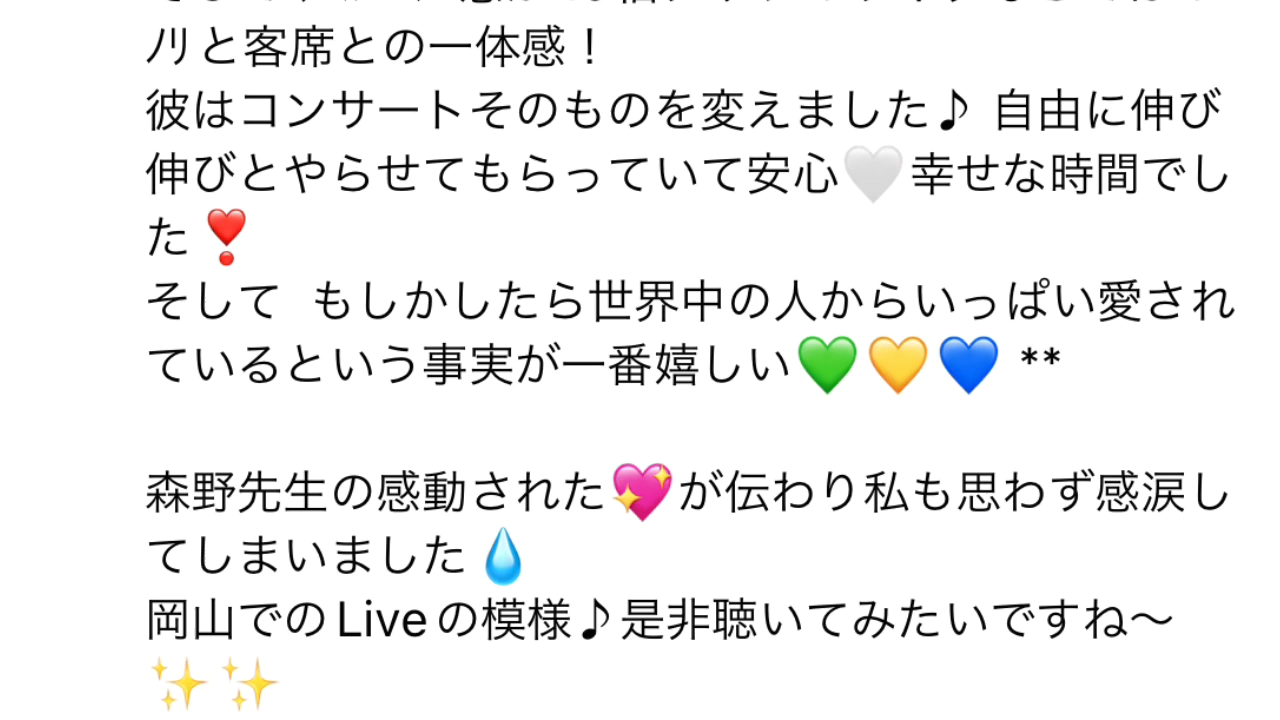 ノリと客席との一体感！
彼はコンサートそのものを変えました♪ 自由に伸び
伸びとやらせてもらっていて安心🤍幸せな時間でし
た❣️
そして もしかしたら世界中の人からいっぱい愛され
ているという事実が一番嬉しい💚💛💙 **
森野先生の感動された💖が伝わり私も思わず感涙し
てしまいました💧
岡山でのLiveの模様♪是非聴いてみたいですね〜
✨✨